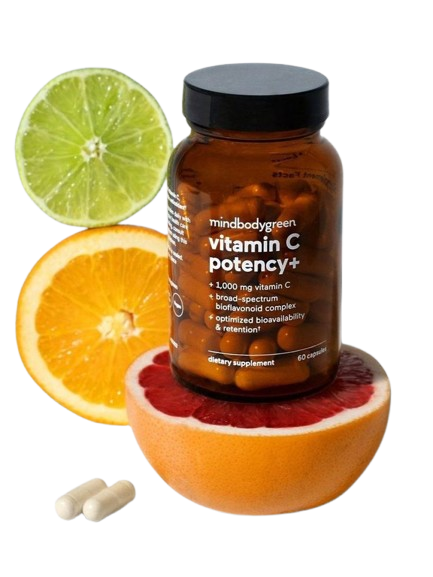 mindbodygreen
vitamin C
potency+
+ 1,000 mg vitamin C
+ broad-spectrum
bioflavonoid complex
+ optimized bioavailability
& retention†
dietary supplement
60 capsules